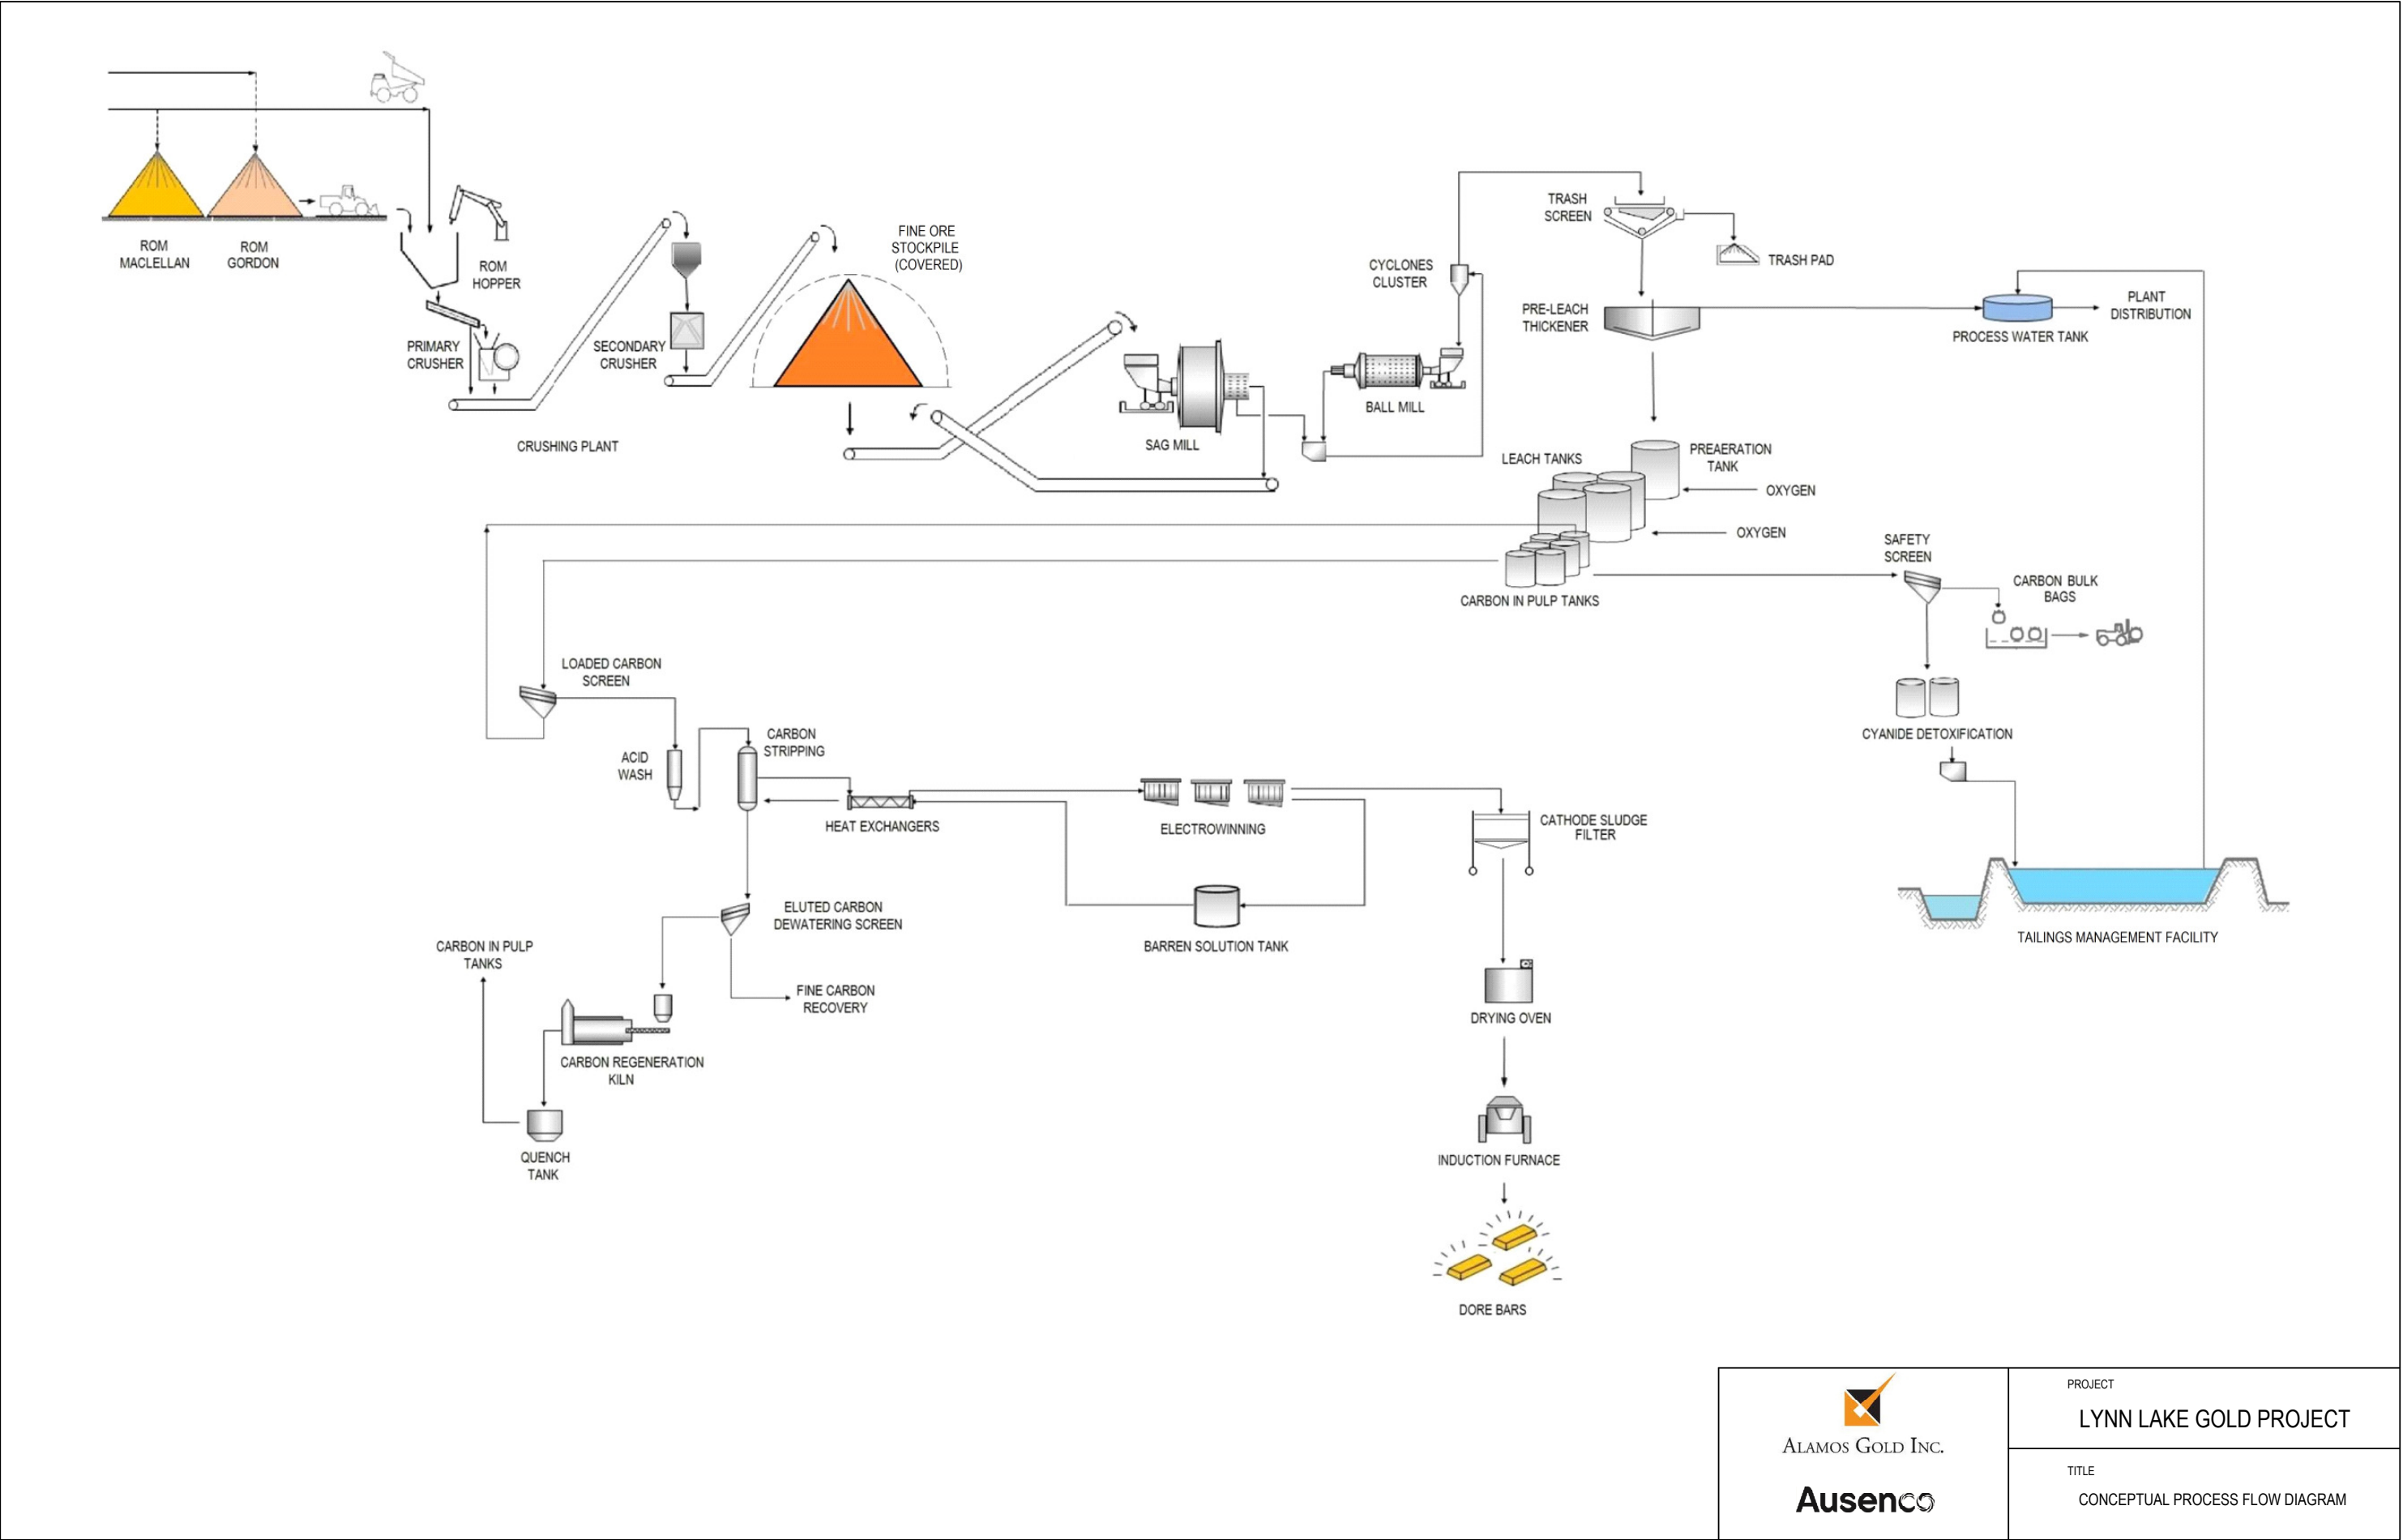 ROM
MACLELLAN
ROM
GORDON
ROM
HOPPER
PRIMARY
CRUSHER
SECONDARY
CRUSHER
CRUSHING PLANT
FINE ORE
STOCKPILE
(COVERED)
SAG MILL
BALL MILL
CYCLONES
CLUSTER
TRASH
SCREEN
TRASH PAD
PRE-LEACH
THICKENER
PROCESS WATER TANK
PLANT
DISTRIBUTION
LEACH TANKS
PREAERATION
TANK
OXYGEN
OXYGEN
CARBON IN PULP TANKS
SAFETY
SCREEN
CARBON BULK
BAGS
CYANIDE DETOXIFICATION
TAILINGS MANAGEMENT FACILITY
LOADED CARBON
SCREEN
ACID
WASH
CARBON
STRIPPING
HEAT EXCHANGERS
ELECTROWINNING
BARREN SOLUTION TANK
CATHODE SLUDGE
FILTER
ELUTED CARBON
DEWATERING SCREEN
FINE CARBON
RECOVERY
CARBON IN PULP
TANKS
CARBON REGENERATION
KILN
QUENCH
TANK
DRYING OVEN
INDUCTION FURNACE
DORE BARS
ALAMOS GOLD INC.
Ausenco
PROJECT
LYNN LAKE GOLD PROJECT
TITLE
CONCEPTUAL PROCESS FLOW DIAGRAM